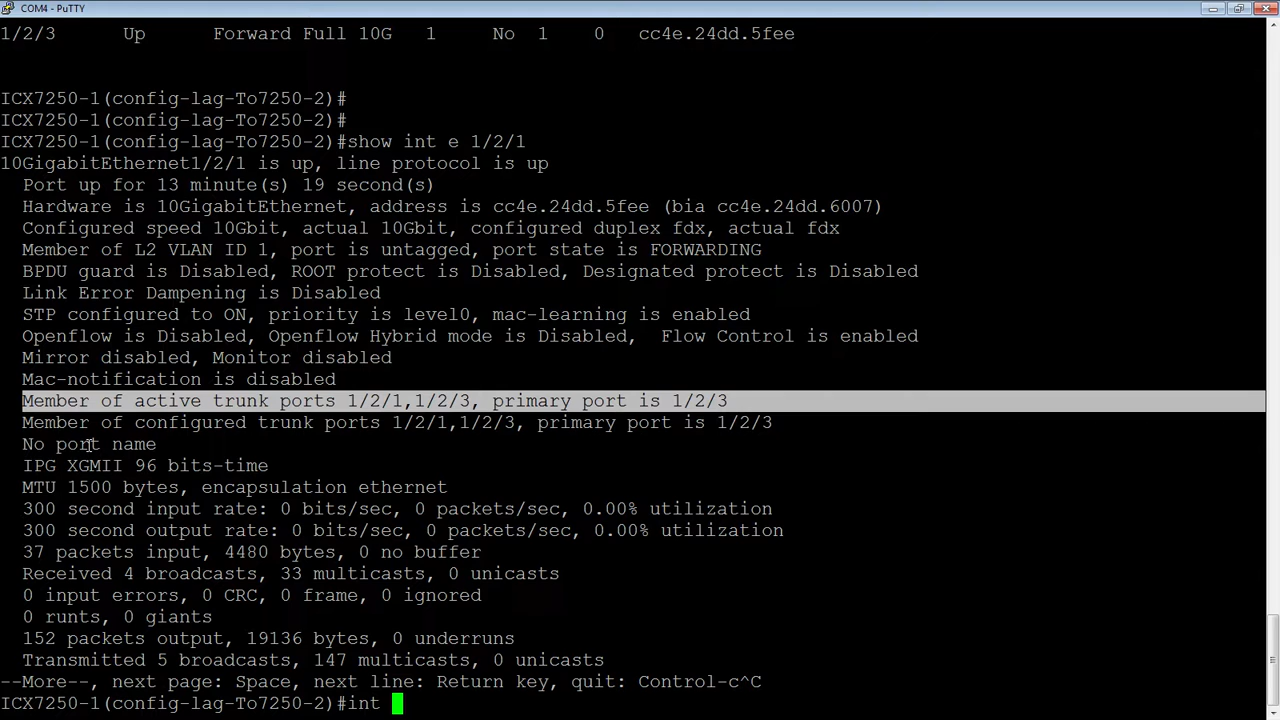 COM4 - PuTTY
1/2/3 Up Forward Full 10G 1 No 1 0 cc4e.24dd.5fee
ICX7250-1(config-lag-To7250-2)#
ICX7250-1(config-lag-To7250-2)#
ICX7250-1(config-lag-To7250-2)#show int e 1/2/1
10GigabitEthernet1/2/1 is up, line protocol is up
Port up for 13 minute(s) 19 second(s)
Hardware is 10GigabitEthernet, address is cc4e.24dd.5fee (bia cc4e.24dd.6007)
Configured speed 10Gbit, actual 10Gbit, configured duplex fdx, actual fdx
Member of L2 VLAN ID 1, port is untagged, port state is FORWARDING
BPDU guard is Disabled, ROOT protect is Disabled, Designated protect is Disabled
Link Error Dampening is Disabled
STP configured to ON, priority is level0, mac-learning is enabled
Openflow is Disabled, Openflow Hybrid mode is Disabled, Flow Control is enabled
Mirror disabled, Monitor disabled
Mac-notification is disabled
Member of active trunk ports 1/2/1,1/2/3, primary port is 1/2/3
Member of configured trunk ports 1/2/1,1/2/3, primary port is 1/2/3
No port name
IPG XGMII 96 bits-time
MTU 1500 bytes, encapsulation ethernet
300 second input rate: 0 bits/sec, 0 packets/sec, 0.00% utilization
300 second output rate: 0 bits/sec, 0 packets/sec, 0.00% utilization
37 packets input, 4480 bytes, 0 no buffer
Received 4 broadcasts, 33 multicasts, 0 unicasts
0 input errors, 0 CRC, 0 frame, 0 ignored
0 runts, 0 giants
152 packets output, 19136 bytes, 0 underruns
Transmitted 5 broadcasts, 147 multicasts, 0 unicasts
--More--, next page: Space, next line: Return key, quit: Control-c^C
ICX7250-1(config-lag-To7250-2)#int